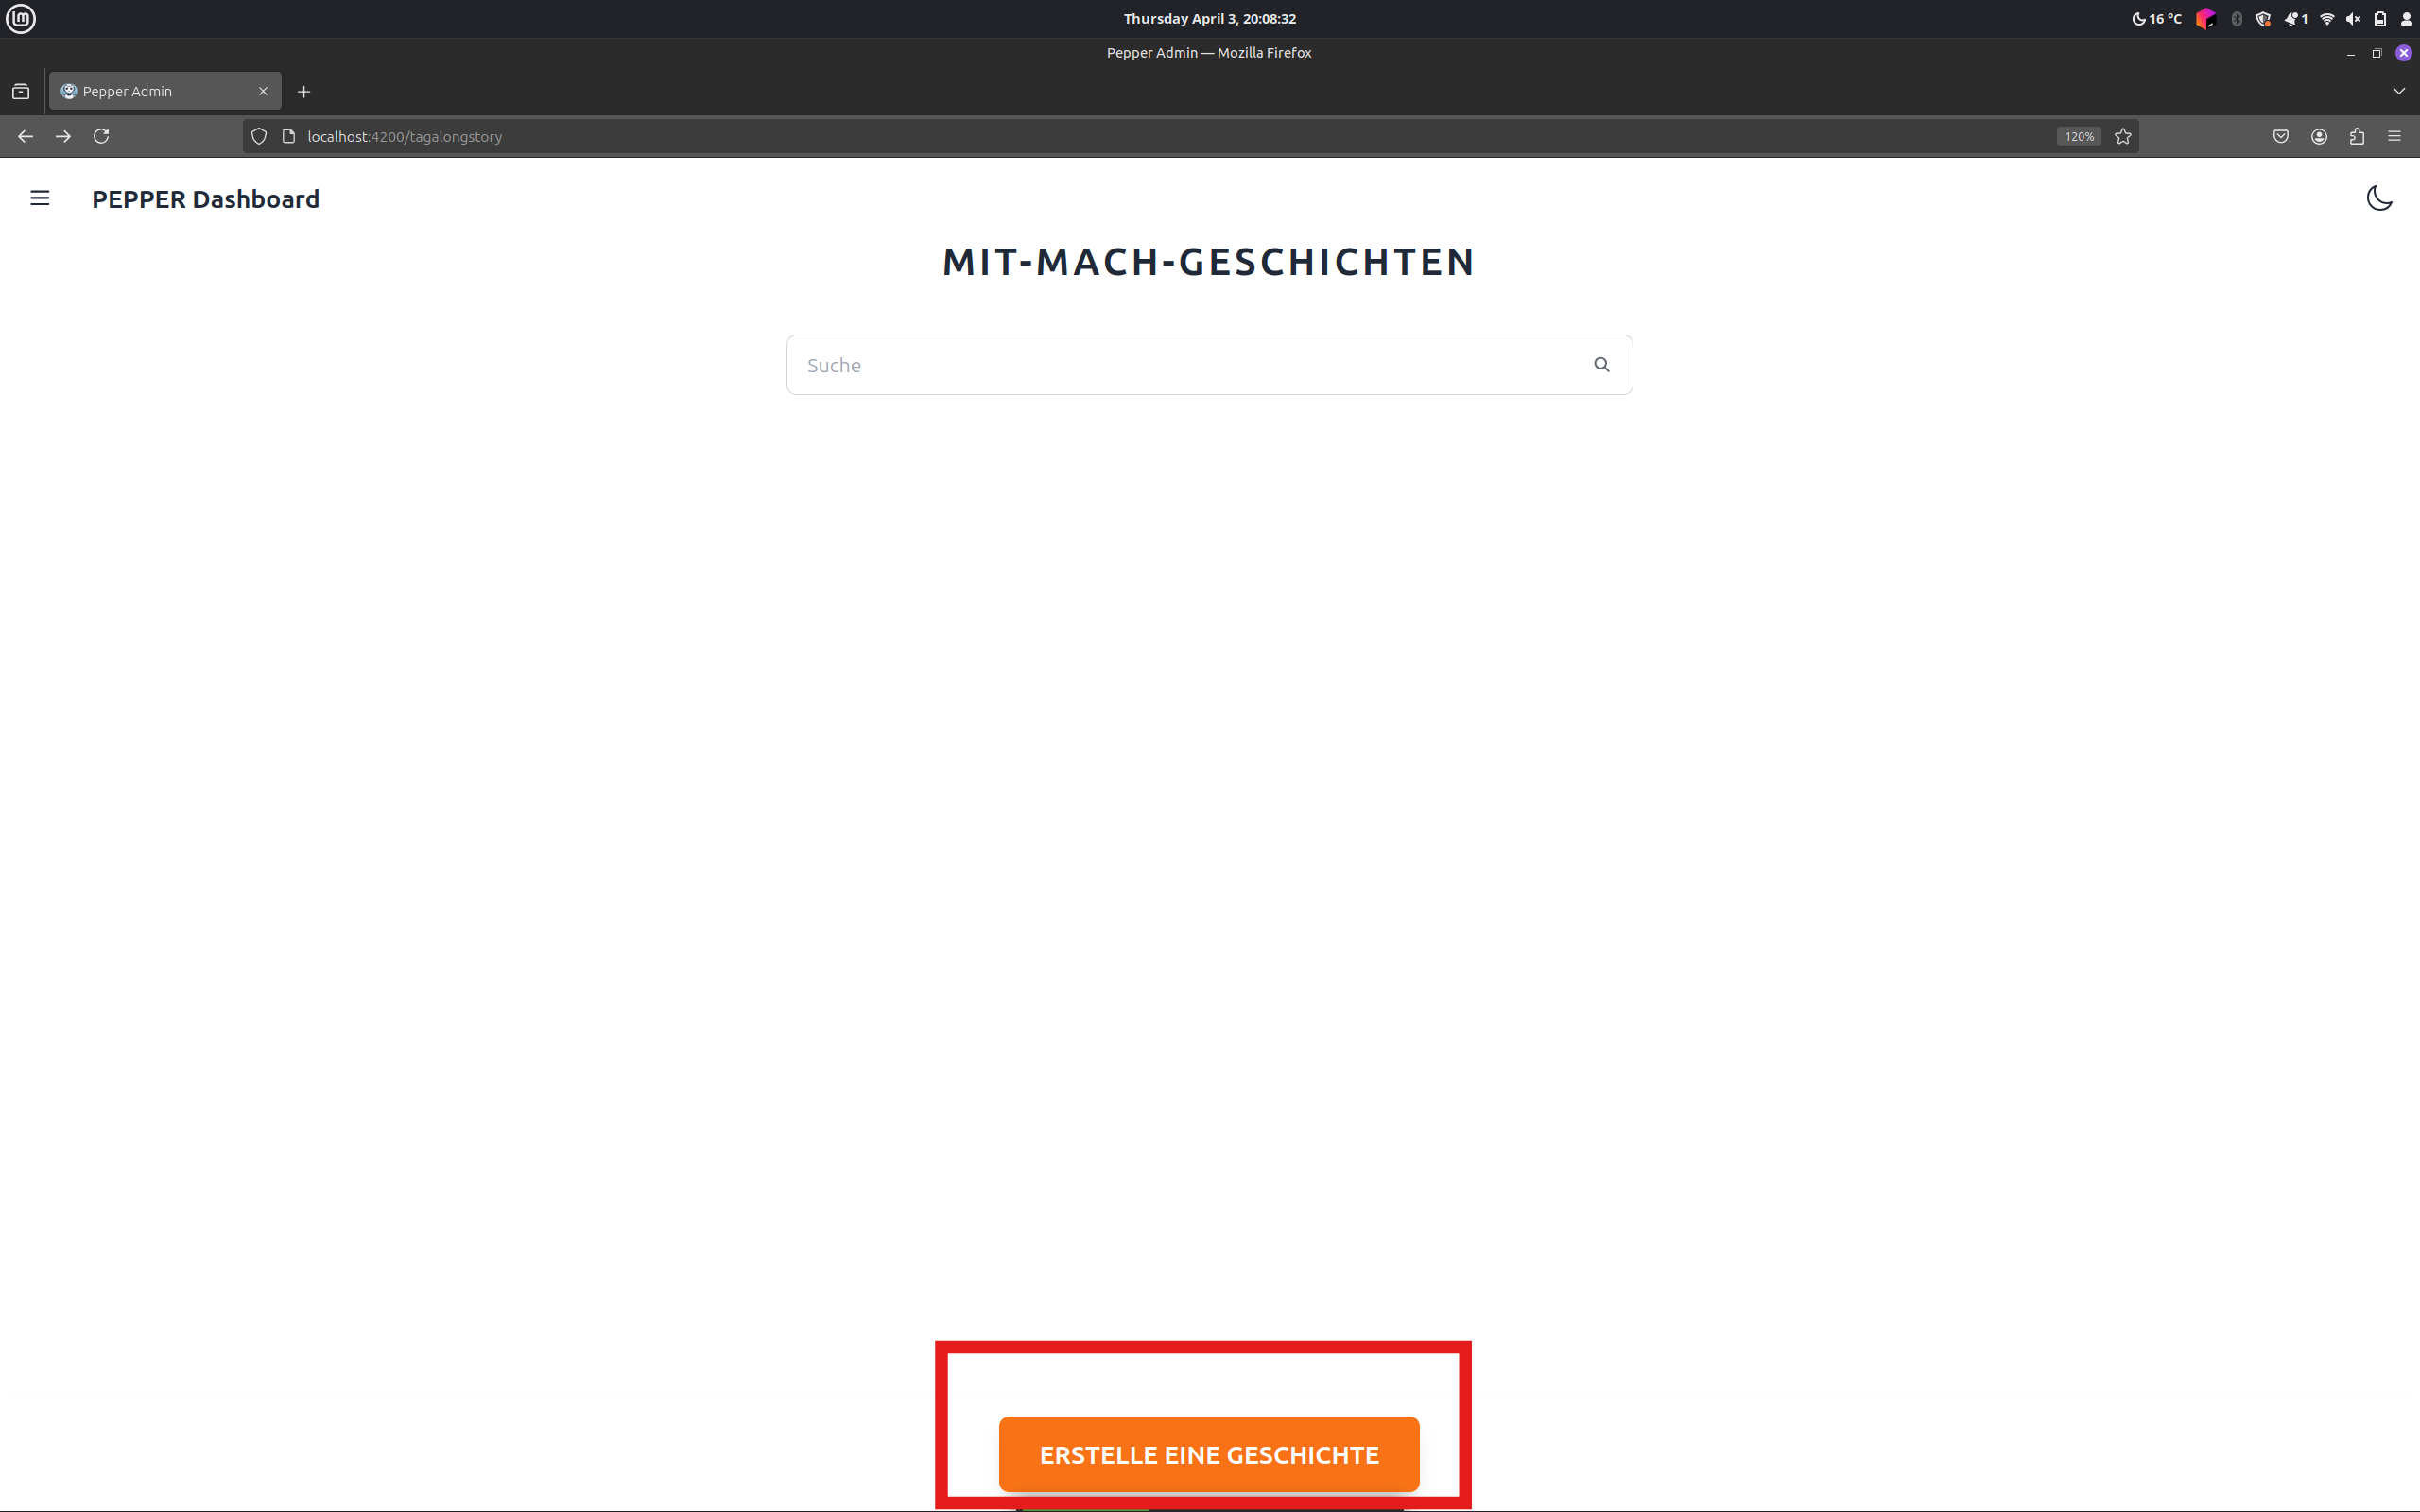 Thursday April 3, 20:08:32
16 °C
1
Pepper Admin — Mozilla Firefox
Pepper Admin
localhost:4200/tagalongstory
120%
PEPPER Dashboard
MIT-MACH-GESCHICHTEN
Suche
ERSTELLE EINE GESCHICHTE